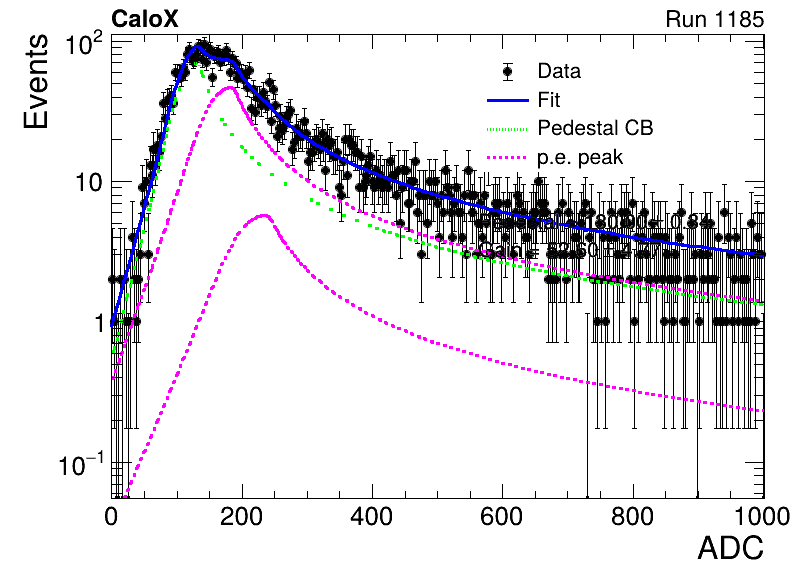 CaloX Run 1185
Events
Data
Fit
Pedestal CB
p.e. peak
10²
10
1
10⁻¹
0 200 400 600 800 1000
ADC